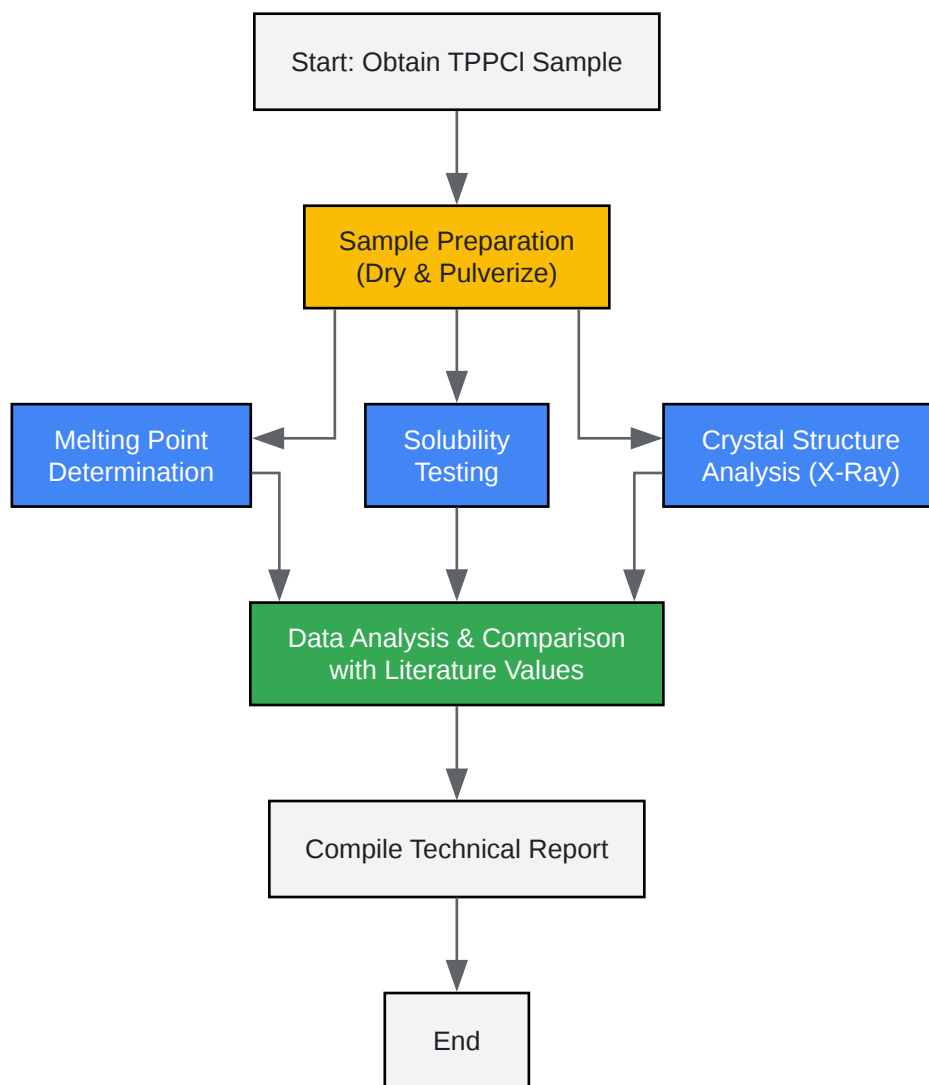 Start: Obtain TPPCl Sample
Sample Preparation
(Dry & Pulverize)
Melting Point
Determination
Solubility
Testing
Crystal Structure
Analysis (X-Ray)
Data Analysis & Comparison
with Literature Values
Compile Technical Report
End